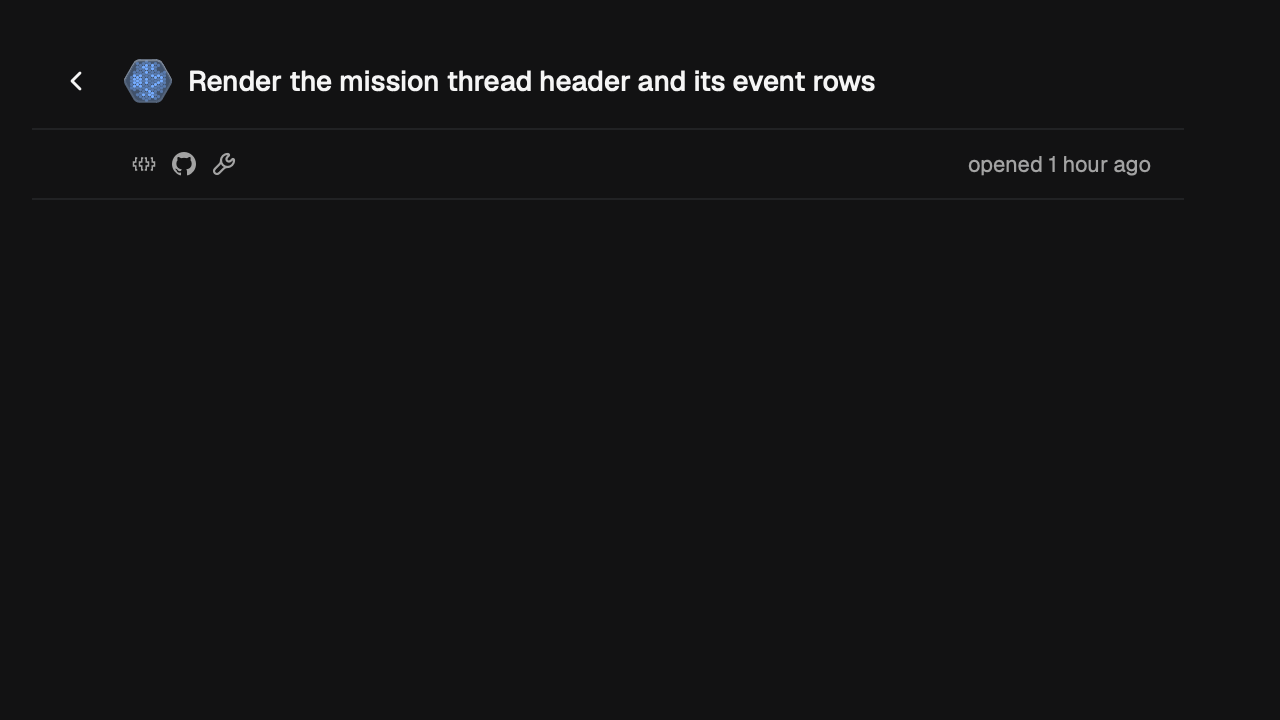 Render the mission thread header and its event rows
opened 1 hour ago